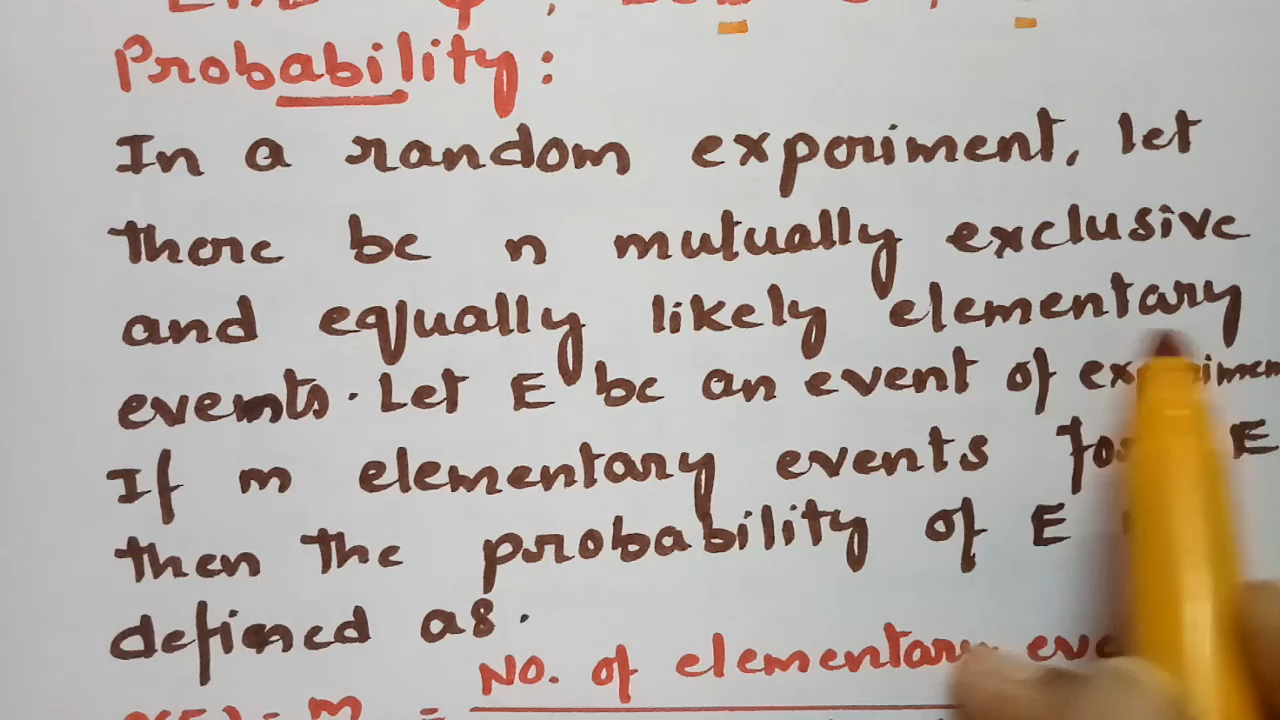 Probability:
In a random experiment, let
there be n mutually exclusive
and equally likely elementary
events. Let E be an event of
If m elementary events E
then the probability of E
defined as.
No. of elementary
m =